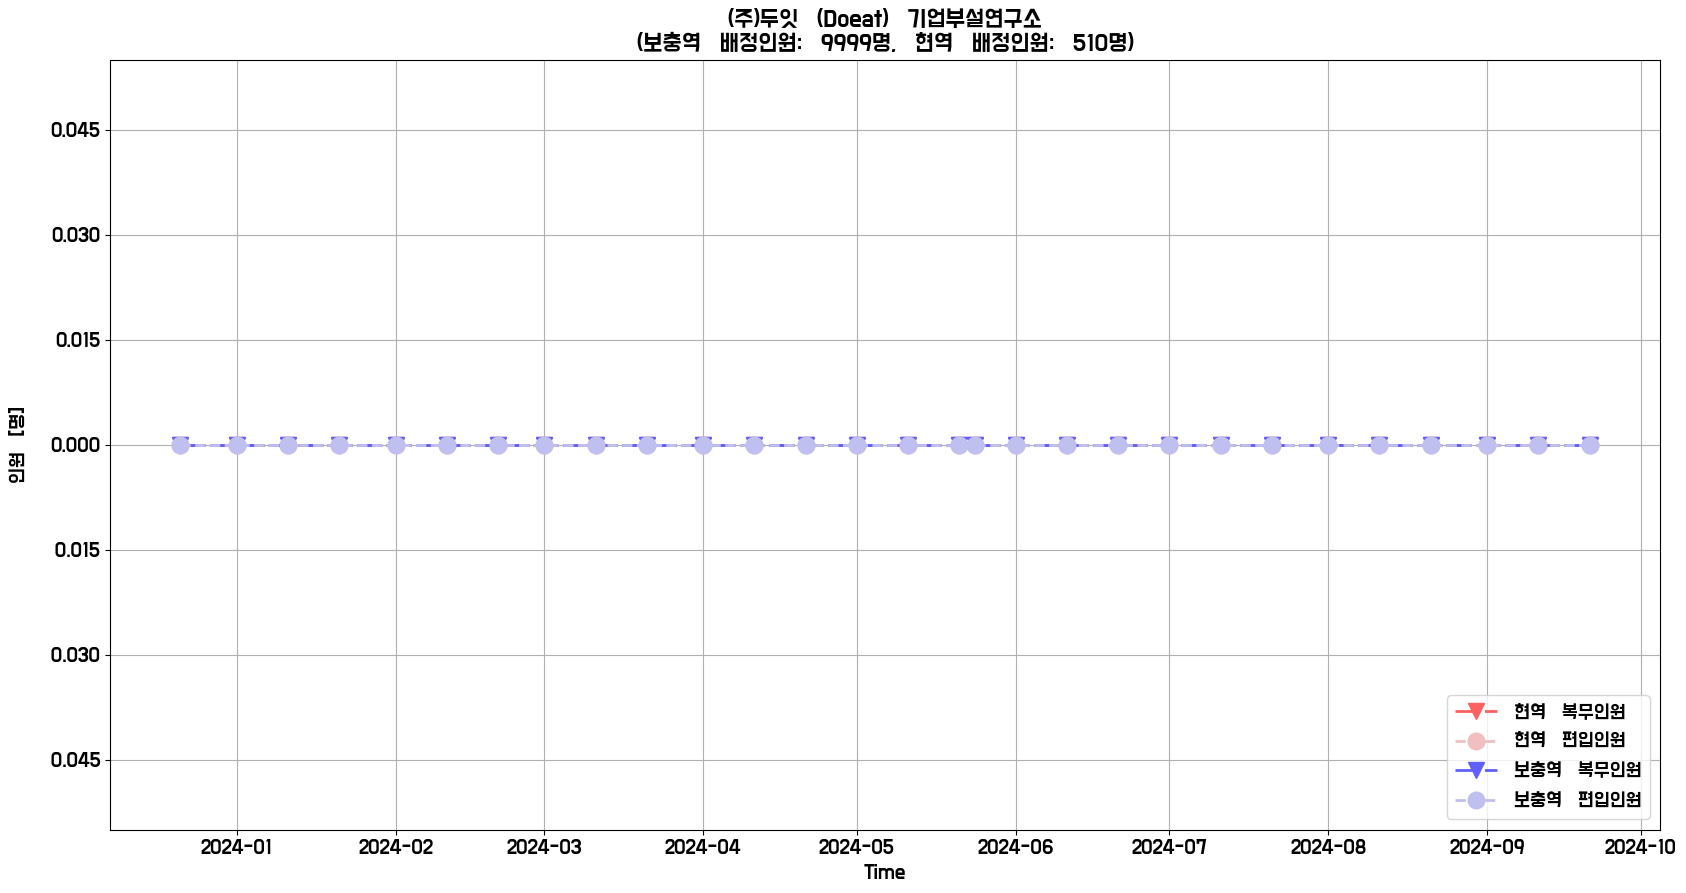 (주)두잇 (Doeat) 기업부설연구소
(보충역 배정인원: 9999명, 현역 배정인원: 510명)
인원 [명]
0.045
0.030
0.015
0.000
0.015
0.030
0.045
현역 복무인원
현역 편입인원
보충역 복무인원
보충역 편입인원
2024-01 2024-02 2024-03 2024-04 2024-05 2024-06 2024-07 2024-08 2024-09 2024-10
Time